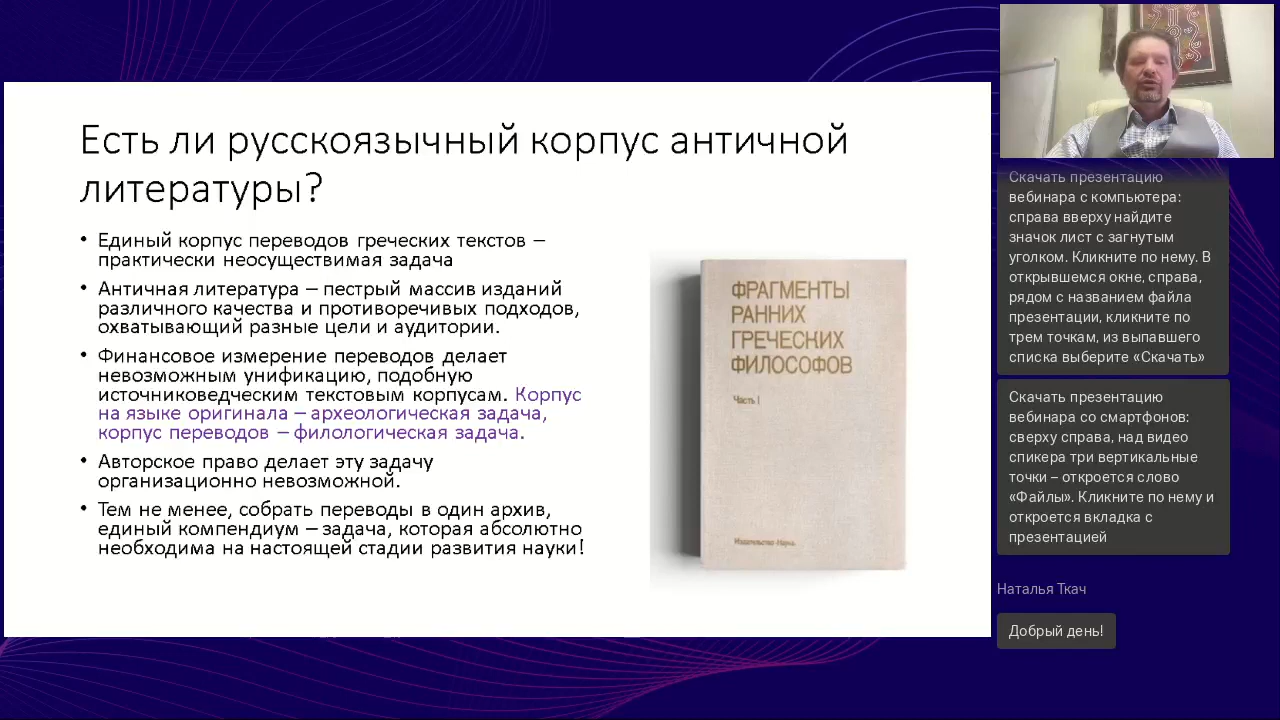 Есть ли русскоязычный корпус античной
литературы?
• Единый корпус переводов греческих текстов –
практически неосуществимая задача
• Античная литература – пестрый массив изданий
различного качества и противоречивых подходов,
охватывающий разные цели и аудитории.
• Финансовое измерение переводов делает
невозможным унификацию, подобную
источниковедческим текстовым корпусам. Корпус
на языке оригинала – археологическая задача,
корпус переводов – филологическая задача.
• Авторское право делает эту задачу
организационно невозможной.
• Тем не менее, собрать переводы в один архив,
единый компендиум – задача, которая абсолютно
необходима на настоящей стадии развития науки!
ФРАГМЕНТЫ
РАННИХ
ГРЕЧЕСКИХ
ФИЛОСОФОВ
Часть I
Издательство «Наука»
Скачать презентацию
вебинара с компьютера:
справа вверху найдите
значок лист с загнутым
уголком. Кликните по нему. В
открывшемся окне, справа,
рядом с названием файла
презентации, кликните по
трем точкам, из выпавшего
списка выберите «Скачать»
Скачать презентацию
вебинара со смартфонов:
сверху справа, над видео
спикера три вертикальные
точки – откроется слово
«Файлы». Кликните по нему и
откроется вкладка с
презентацией
Наталья Ткач
Добрый день!